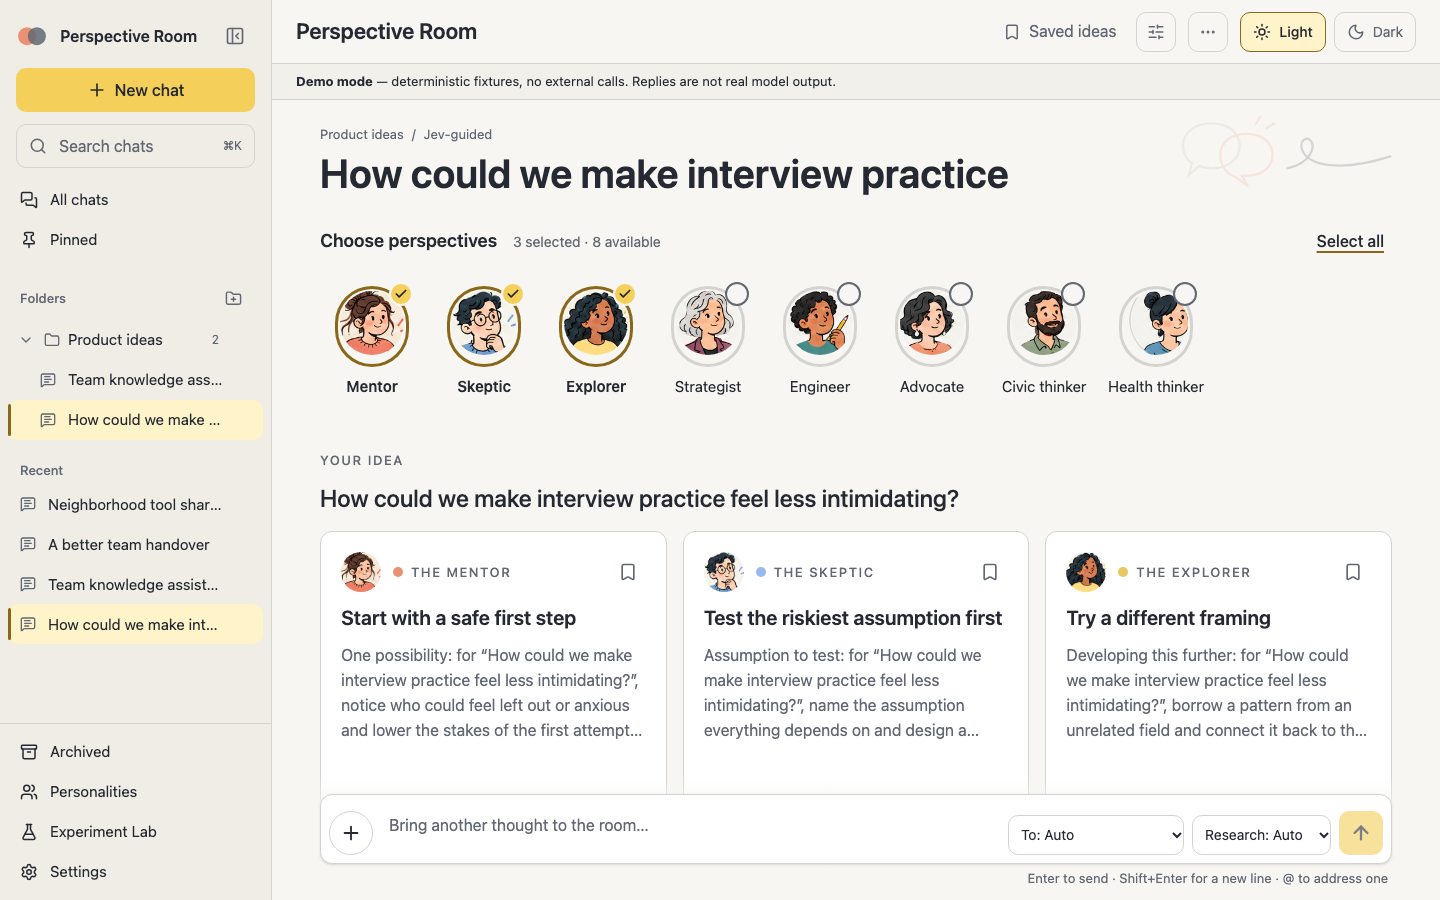 Perspective Room
New chat
Search chats ⌘K
All chats
Pinned
Folders
Product ideas 2
Team knowledge ass...
How could we make ...
Recent
Neighborhood tool shar...
A better team handover
Team knowledge assist...
How could we make int...
Archived
Personalities
Experiment Lab
Settings
Perspective Room
Saved ideas
Light
Dark
Demo mode — deterministic fixtures, no external calls. Replies are not real model output.
Product ideas / Jev-guided
How could we make interview practice
Choose perspectives 3 selected · 8 available
Select all
Mentor
Skeptic
Explorer
Strategist
Engineer
Advocate
Civic thinker
Health thinker
YOUR IDEA
How could we make interview practice feel less intimidating?
THE MENTOR
Start with a safe first step
One possibility: for “How could we make
interview practice feel less intimidating?”,
notice who could feel left out or anxious
and lower the stakes of the first attempt...
THE SKEPTIC
Test the riskiest assumption first
Assumption to test: for “How could we
make interview practice feel less
intimidating?”, name the assumption
everything depends on and design a...
THE EXPLORER
Try a different framing
Developing this further: for “How could
we make interview practice feel less
intimidating?”, borrow a pattern from an
unrelated field and connect it back to th...
Bring another thought to the room...
To: Auto
Research: Auto
Enter to send · Shift+Enter for a new line · @ to address one